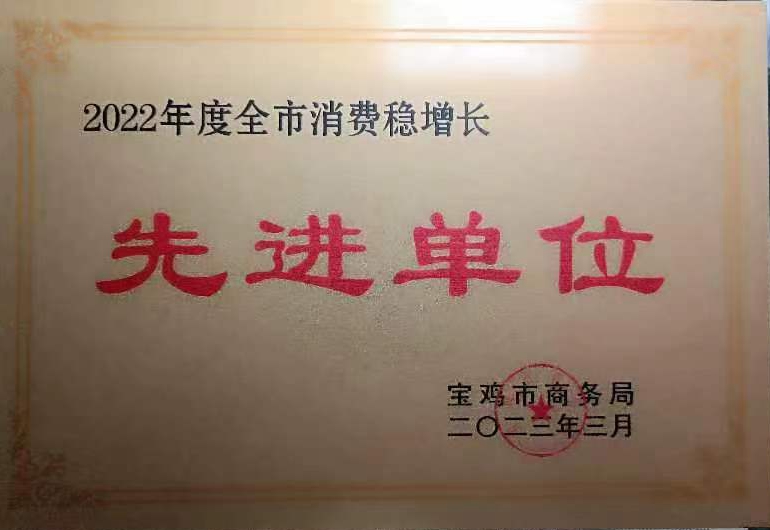 2022年度全市消费稳增长
先进单位
宝鸡市商务局
二〇二三年三月